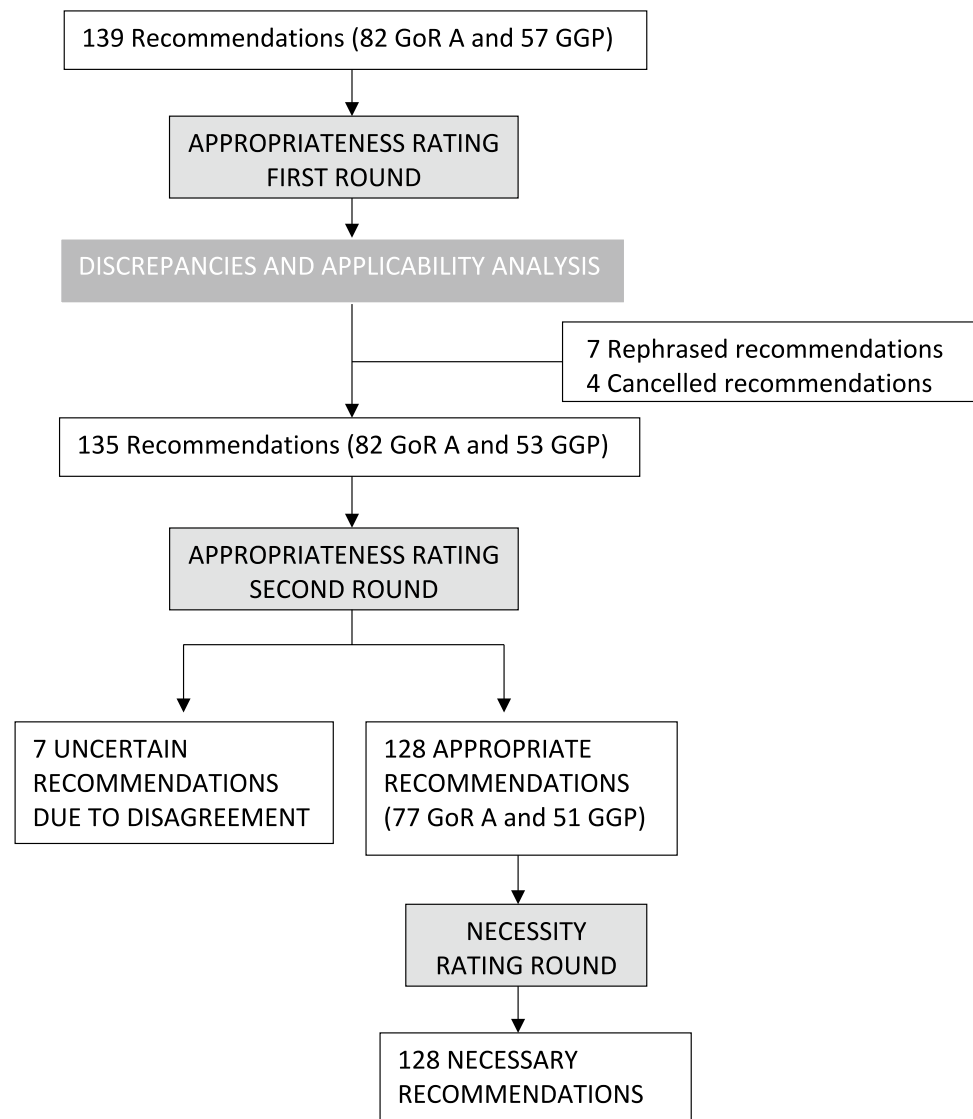 139 Recommendations (82 GoR A and 57 GGP)
APPROPRIATENESS RATING
FIRST ROUND
DISCREPANCIES AND APPLICABILITY ANALYSIS
7 Rephrased recommendations
4 Cancelled recommendations
135 Recommendations (82 GoR A and 53 GGP)
APPROPRIATENESS RATING
SECOND ROUND
7 UNCERTAIN
RECOMMENDATIONS
DUE TO DISAGREEMENT
128 APPROPRIATE
RECOMMENDATIONS
(77 GoR A and 51 GGP)
NECESSITY
RATING ROUND
128 NECESSARY
RECOMMENDATIONS